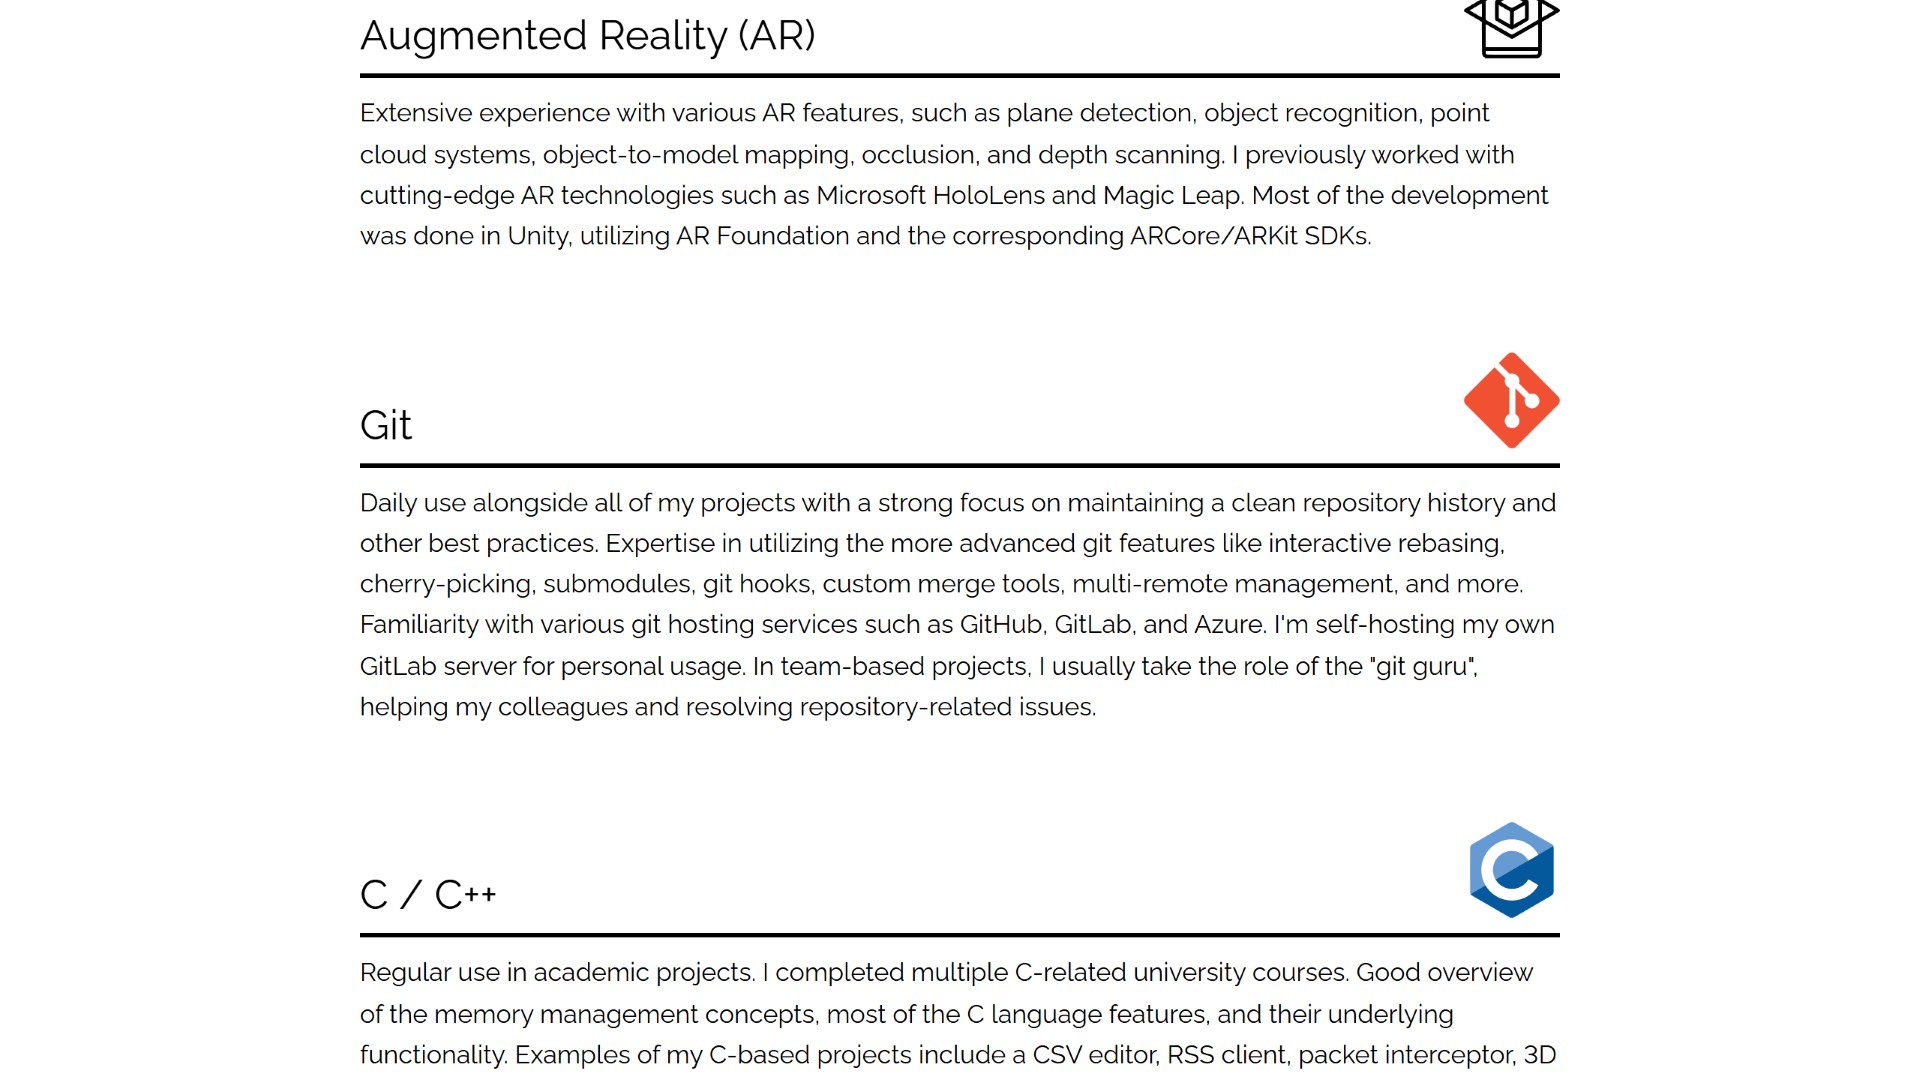 Augmented Reality (AR)
Extensive experience with various AR features, such as plane detection, object recognition, point
cloud systems, object-to-model mapping, occlusion, and depth scanning. I previously worked with
cutting-edge AR technologies such as Microsoft HoloLens and Magic Leap. Most of the development
was done in Unity, utilizing AR Foundation and the corresponding ARCore/ARKit SDKs.
Git
Daily use alongside all of my projects with a strong focus on maintaining a clean repository history and
other best practices. Expertise in utilizing the more advanced git features like interactive rebasing,
cherry-picking, submodules, git hooks, custom merge tools, multi-remote management, and more.
Familiarity with various git hosting services such as GitHub, GitLab, and Azure. I'm self-hosting my own
GitLab server for personal usage. In team-based projects, I usually take the role of the "git guru",
helping my colleagues and resolving repository-related issues.
C
C / C++
Regular use in academic projects. I completed multiple C-related university courses. Good overview
of the memory management concepts, most of the C language features, and their underlying
functionality. Examples of my C-based projects include a CSV editor, RSS client, packet interceptor, 3D